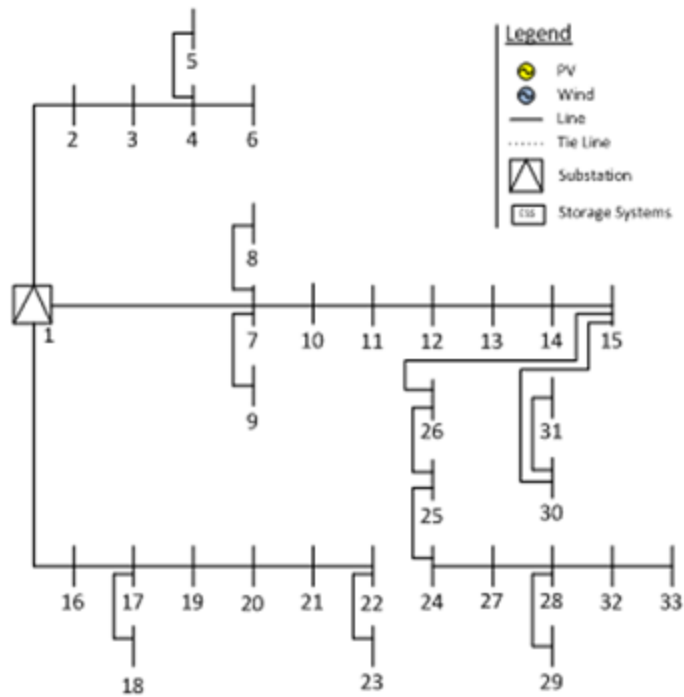 Legend
PV
Wind
Line
Tie Line
Substation
ESS Storage Systems
5
2 3 4 6
8
1 7 10 11 12 13 14 15
9
26 31
25 30
16 17 19 20 21 22 24 27 28 32 33
18 23 29